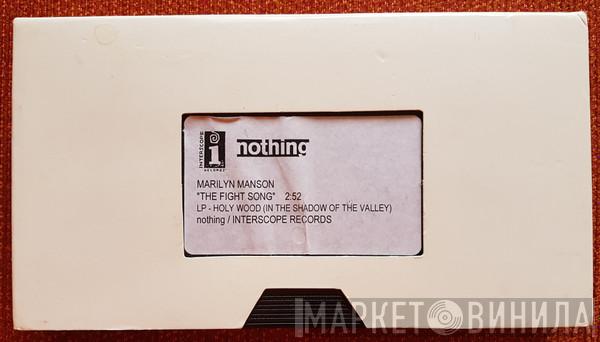 INTERSCOPE
RECORDS
i
nothing
MARILYN MANSON
"THE FIGHT SONG" 2:52
LP - HOLY WOOD (IN THE SHADOW OF THE VALLEY)
nothing / INTERSCOPE RECORDS
МАРКЕТ ВИНИЛА